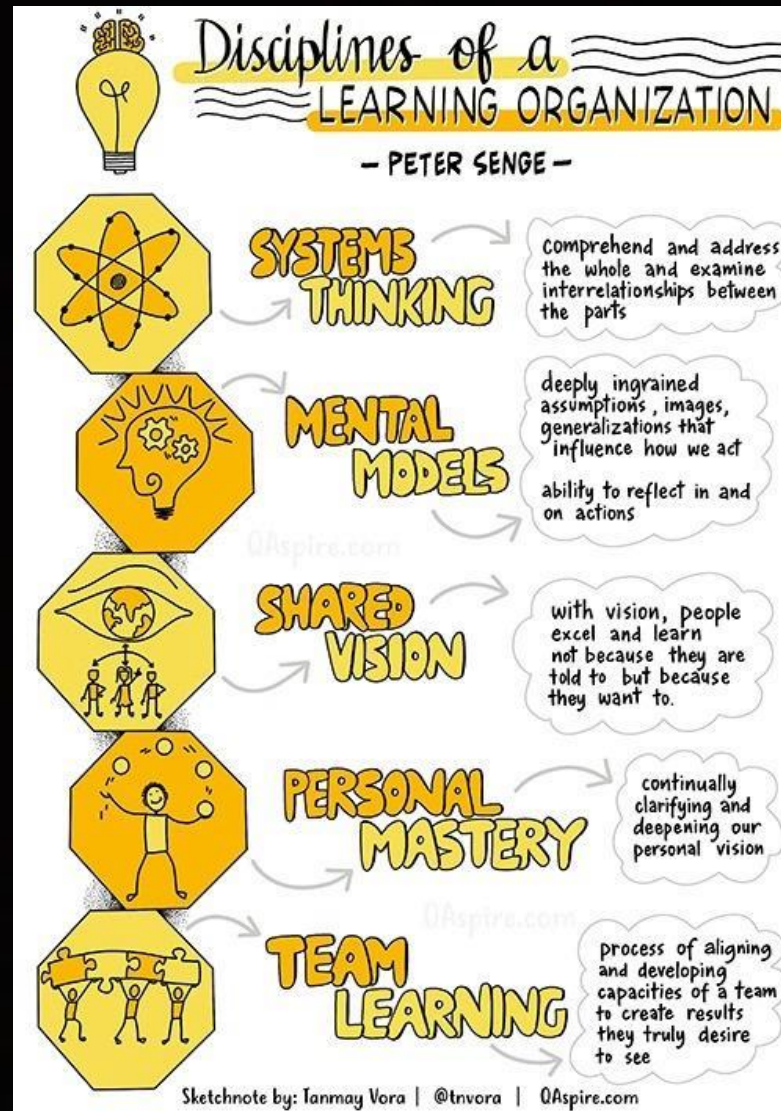 Disciplines of a
LEARNING ORGANIZATION
– PETER SENGE –
SYSTEMS
THINKING
comprehend and address
the whole and examine
interrelationships between
the parts
MENTAL
MODELS
deeply ingrained
assumptions, images,
generalizations that
influence how we act
ability to reflect in and
on actions
QAspire.com
SHARED
VISION
with vision, people
excel and learn
not because they are
told to but because
they want to.
PERSONAL
MASTERY
continually
clarifying and
deepening our
personal vision
QAspire.com
TEAM
LEARNING
process of aligning
and developing
capacities of a team
to create results
they truly desire
to see
Sketchnote by: Tanmay Vora | @tnvora | QAspire.com